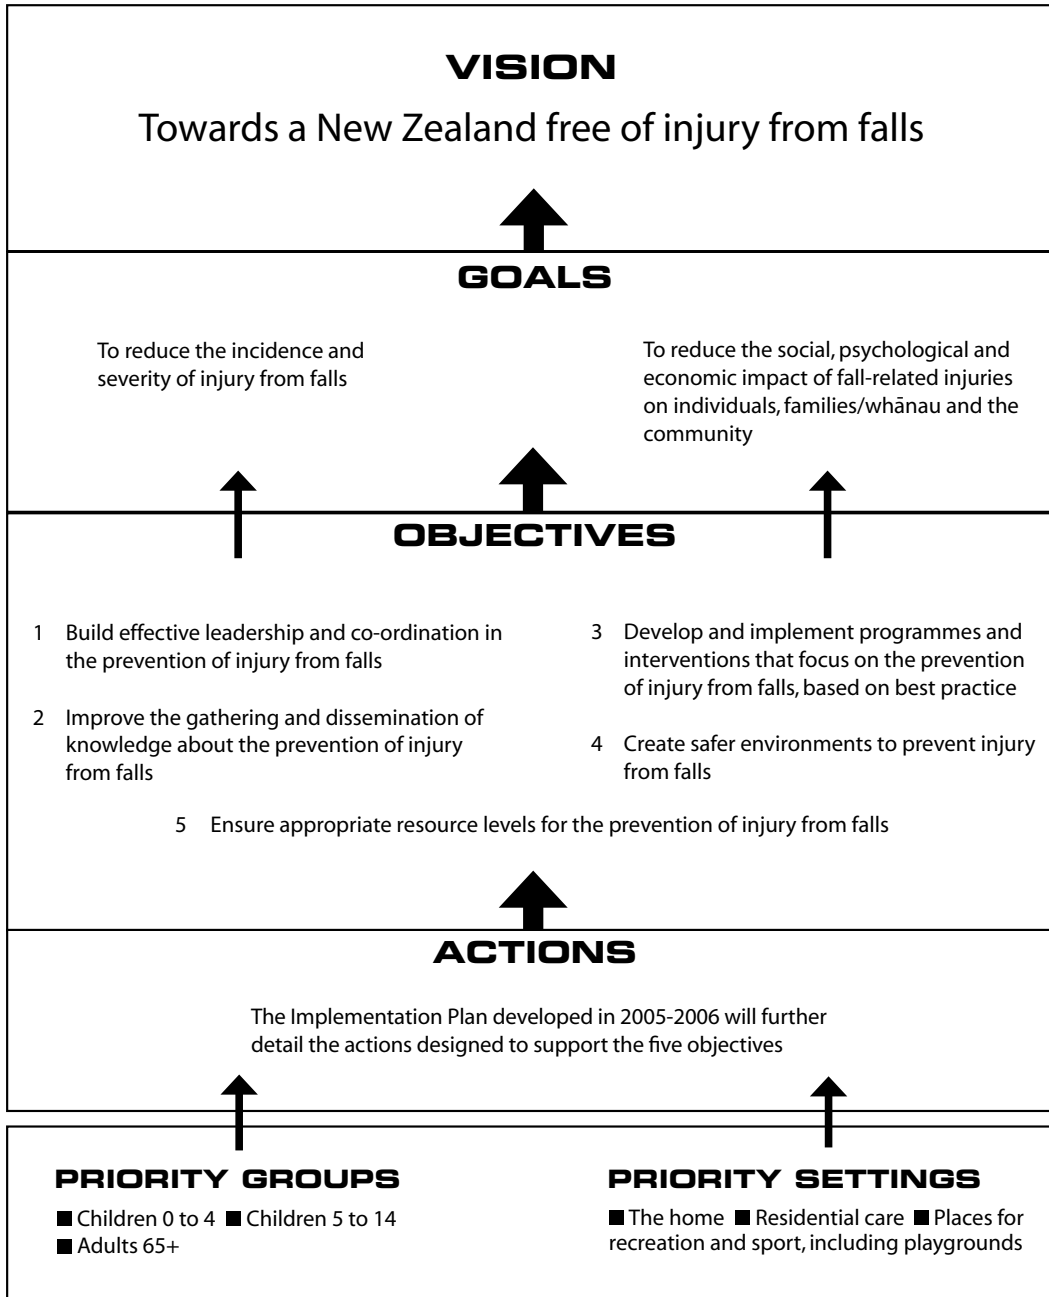 VISION
Towards a New Zealand free of injury from falls
GOALS
To reduce the incidence and
severity of injury from falls
To reduce the social, psychological and
economic impact of fall-related injuries
on individuals, families/whānau and the
community
OBJECTIVES
1 Build effective leadership and co-ordination in
the prevention of injury from falls
2 Improve the gathering and dissemination of
knowledge about the prevention of injury
from falls
3 Develop and implement programmes and
interventions that focus on the prevention
of injury from falls, based on best practice
4 Create safer environments to prevent injury
from falls
5 Ensure appropriate resource levels for the prevention of injury from falls
ACTIONS
The Implementation Plan developed in 2005-2006 will further
detail the actions designed to support the five objectives
PRIORITY GROUPS
■ Children 0 to 4 ■ Children 5 to 14
■ Adults 65+
PRIORITY SETTINGS
■ The home ■ Residential care ■ Places for
recreation and sport, including playgrounds